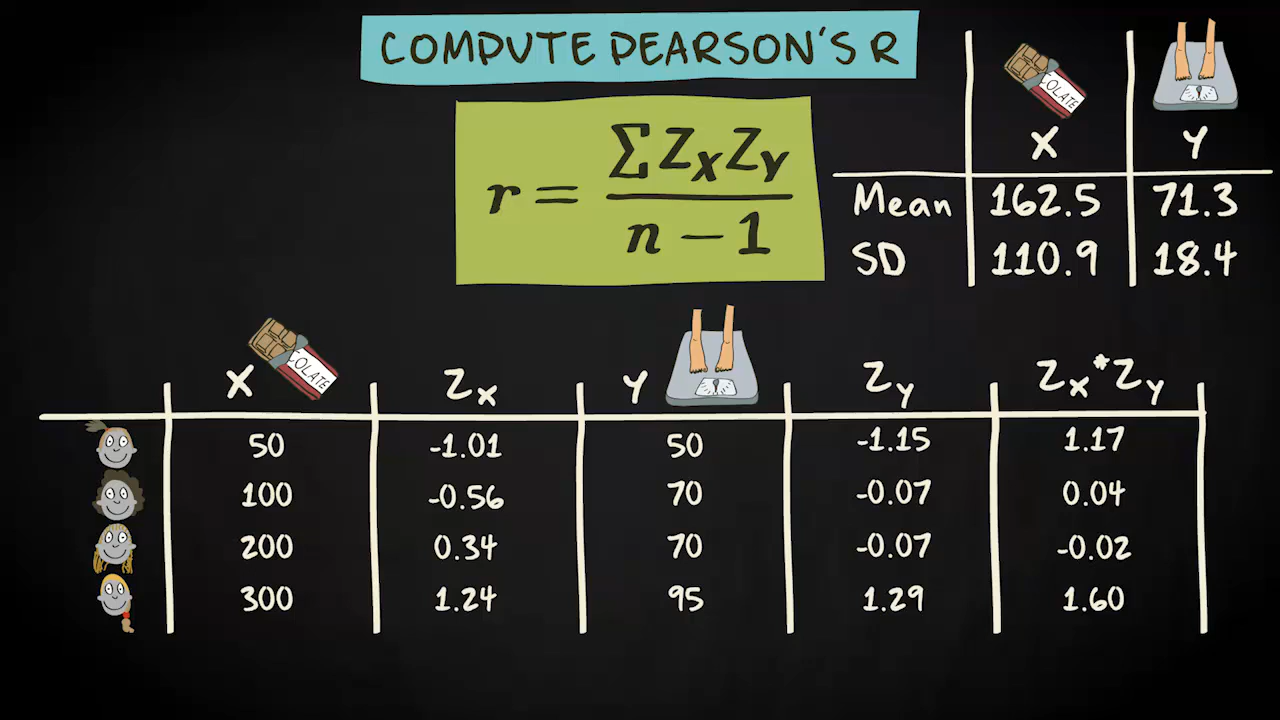 COMPUTE PEARSON'S R
r = ∑ZxZy / n − 1
OLATE
X Y
Mean 162.5 71.3
SD 110.9 18.4
OLATE
X Zx Y Zy Zx*Zy
50 -1.01 50 -1.15 1.17
100 -0.56 70 -0.07 0.04
200 0.34 70 -0.07 -0.02
300 1.24 95 1.29 1.60